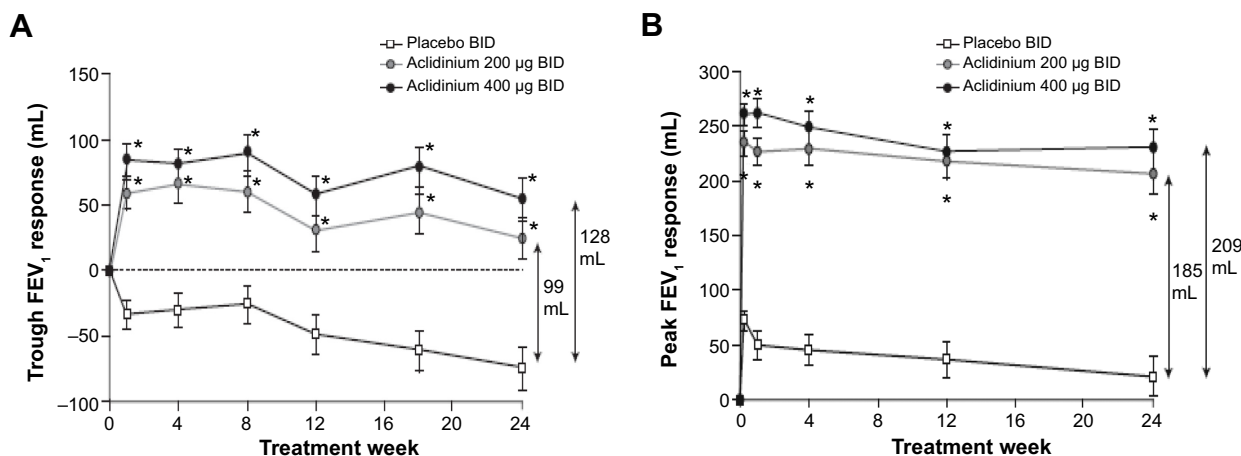 A
Placebo BID
Aclidinium 200 µg BID
Aclidinium 400 µg BID
Trough FEV1 response (mL)
150
100
50
0
–50
–100
* * * * * *
* * * * * *
99
mL
128
mL
0 4 8 12 16 20 24
Treatment week
B
Placebo BID
Aclidinium 200 µg BID
Aclidinium 400 µg BID
Peak FEV1 response (mL)
300
250
200
150
100
50
0
* * * * *
* * * * *
185
mL
209
mL
0 4 8 12 16 20 24
Treatment week